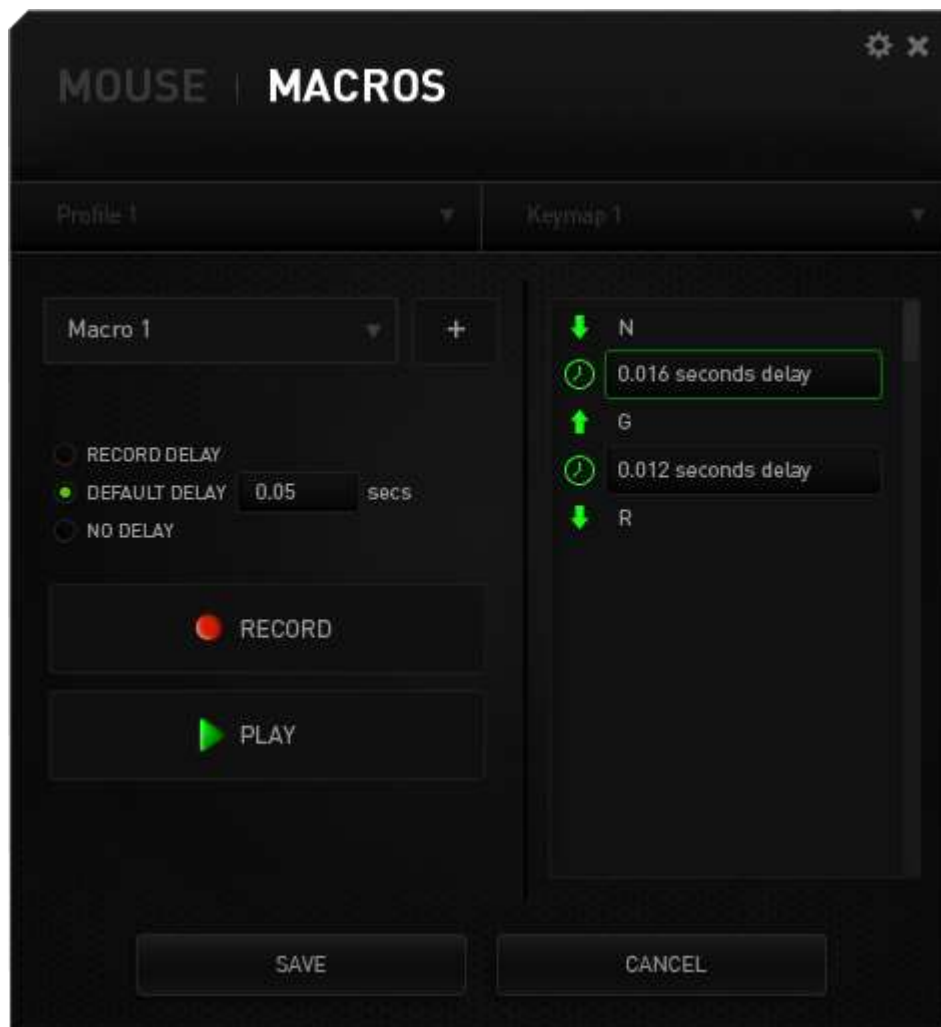 MOUSE | MACROS
Profile 1
Keymap 1
Macro 1
+
RECORD DELAY
DEFAULT DELAY 0.05 secs
NO DELAY
RECORD
PLAY
N
0.016 seconds delay
G
0.012 seconds delay
R
SAVE
CANCEL